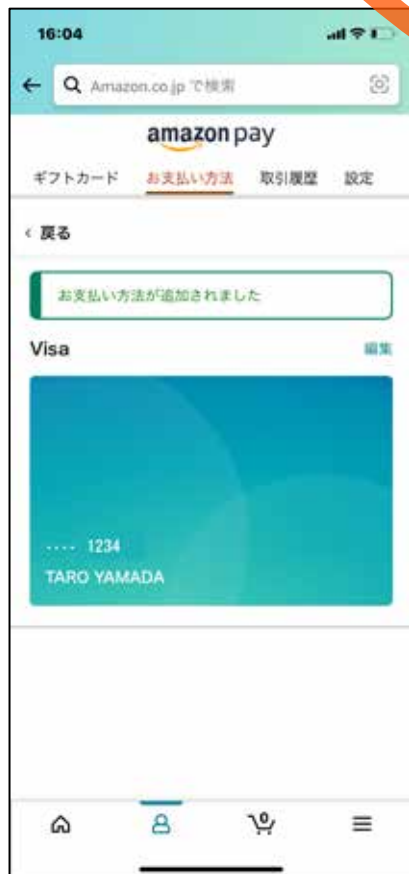 16:04
Amazon.co.jp で検索
amazon pay
ギフトカード お支払い方法 取引履歴 設定
< 戻る
お支払い方法が追加されました
Visa 編集
.... 1234
TARO YAMADA
0